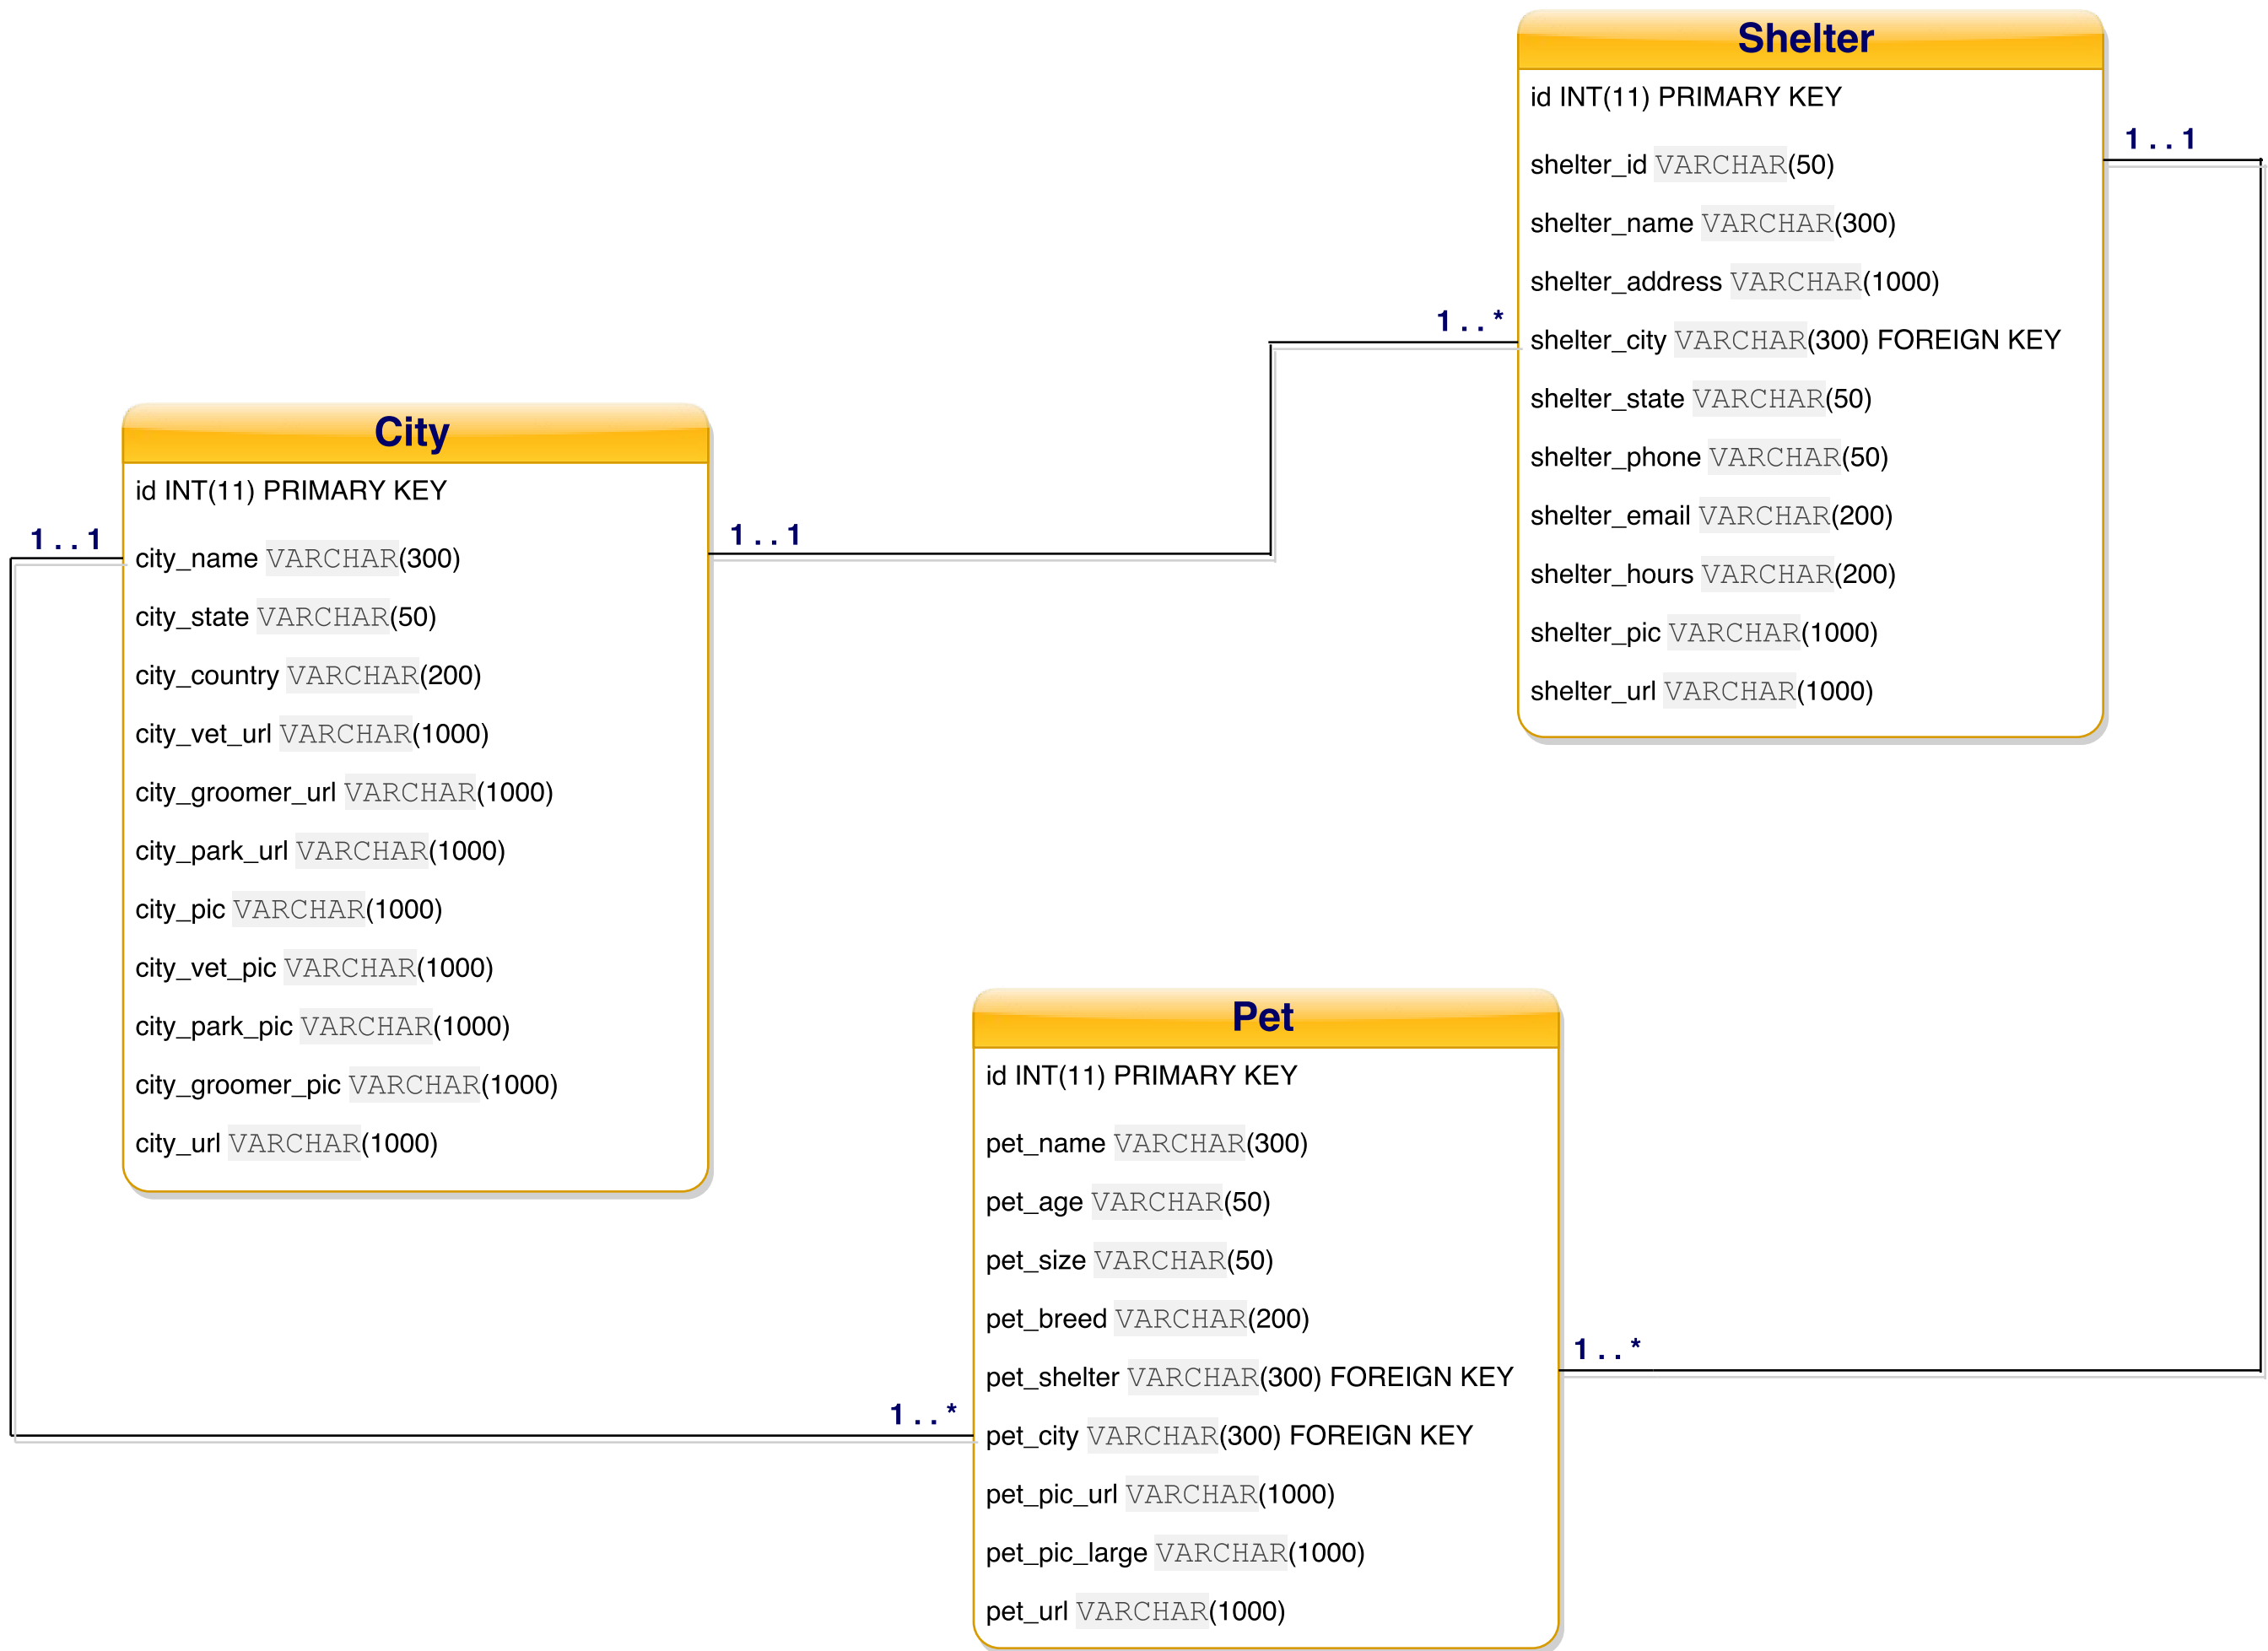 Shelter
id INT(11) PRIMARY KEY
shelter_id VARCHAR(50)
shelter_name VARCHAR(300)
shelter_address VARCHAR(1000)
shelter_city VARCHAR(300) FOREIGN KEY
shelter_state VARCHAR(50)
shelter_phone VARCHAR(50)
shelter_email VARCHAR(200)
shelter_hours VARCHAR(200)
shelter_pic VARCHAR(1000)
shelter_url VARCHAR(1000)
1 . . 1
1 . . *
City
id INT(11) PRIMARY KEY
city_name VARCHAR(300)
city_state VARCHAR(50)
city_country VARCHAR(200)
city_vet_url VARCHAR(1000)
city_groomer_url VARCHAR(1000)
city_park_url VARCHAR(1000)
city_pic VARCHAR(1000)
city_vet_pic VARCHAR(1000)
city_park_pic VARCHAR(1000)
city_groomer_pic VARCHAR(1000)
city_url VARCHAR(1000)
1 . . 1
1 . . 1
Pet
id INT(11) PRIMARY KEY
pet_name VARCHAR(300)
pet_age VARCHAR(50)
pet_size VARCHAR(50)
pet_breed VARCHAR(200)
pet_shelter VARCHAR(300) FOREIGN KEY
pet_city VARCHAR(300) FOREIGN KEY
pet_pic_url VARCHAR(1000)
pet_pic_large VARCHAR(1000)
pet_url VARCHAR(1000)
1 . . *
1 . . *